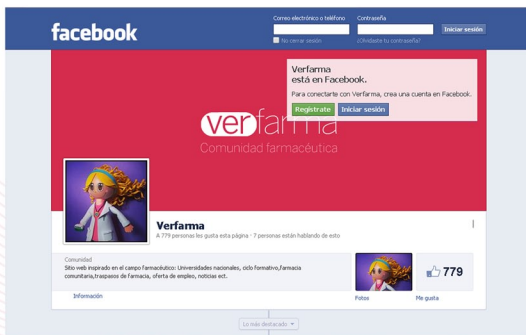 facebook
Correo electrónico o teléfono
Contraseña
Iniciar sesión
No cerrar sesión
¿Olvidaste tu contraseña?
Verfarma
está en Facebook.
Para conectarte con Verfarma, crea una cuenta en Facebook.
Regístrate
Iniciar sesión
verfarma
Comunidad farmacéutica
Verfarma
A 779 personas les gusta esta página · 7 personas están hablando de esto
Comunidad
Sitio web inspirado en el campo farmacéutico: Universidades nacionales, ciclo formativo,farmacia
comunitaria,traspasos de farmacia, oferta de empleo, noticias ect.
779
Información
Fotos
Me gusta
Lo más destacado